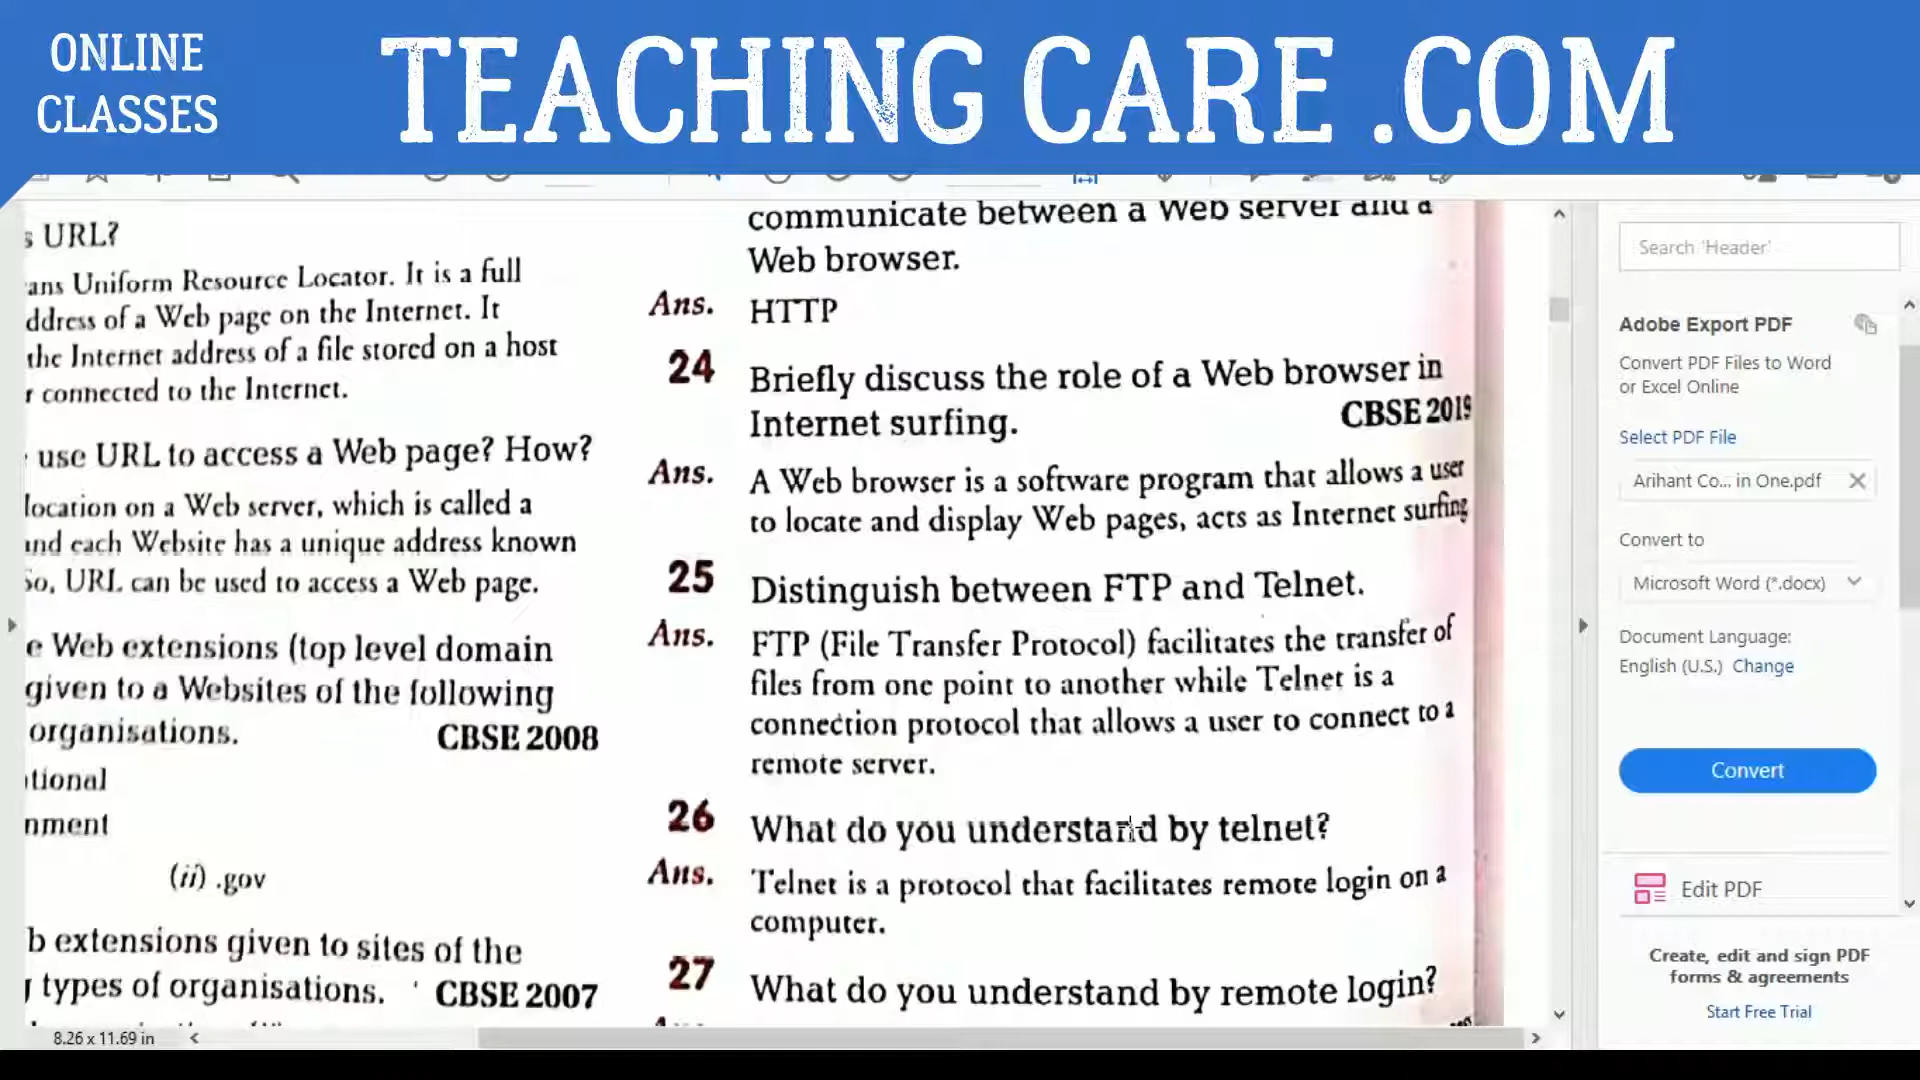 ONLINE
CLASSES
TEACHING CARE .COM
URL?
Uniform Resource Locator. It is a full
of a Web page on the Internet. It
the Internet address of a file stored on a host
connected to the Internet.
use URL to access a Web page? How?
location on a Web server, which is called a
each Website has a unique address known
URL can be used to access a Web page.
Web extensions (top level domain
given to a Websites of the following
organisations. CBSE 2008
(ii) .gov
extensions given to sites of the
types of organisations. CBSE 2007
communicate between a Web server and a
Web browser.
Ans. HTTP
24 Briefly discuss the role of a Web browser in
Internet surfing. CBSE 2019
Ans. A Web browser is a software program that allows a user
to locate and display Web pages, acts as Internet surfing
25 Distinguish between FTP and Telnet.
Ans. FTP (File Transfer Protocol) facilitates the transfer of
files from one point to another while Telnet is a
connection protocol that allows a user to connect to a
remote server.
26 What do you understand by telnet?
Ans. Telnet is a protocol that facilitates remote login on a
computer.
27 What do you understand by remote login?
8.26 x 11.69 in
Search 'Header'
Adobe Export PDF
Convert PDF Files to Word
or Excel Online
Select PDF File
Arihant Co... in One.pdf
Convert to
Microsoft Word (*.docx)
Document Language:
English (U.S.) Change
Convert
Edit PDF
Create, edit and sign PDF
forms & agreements
Start Free Trial